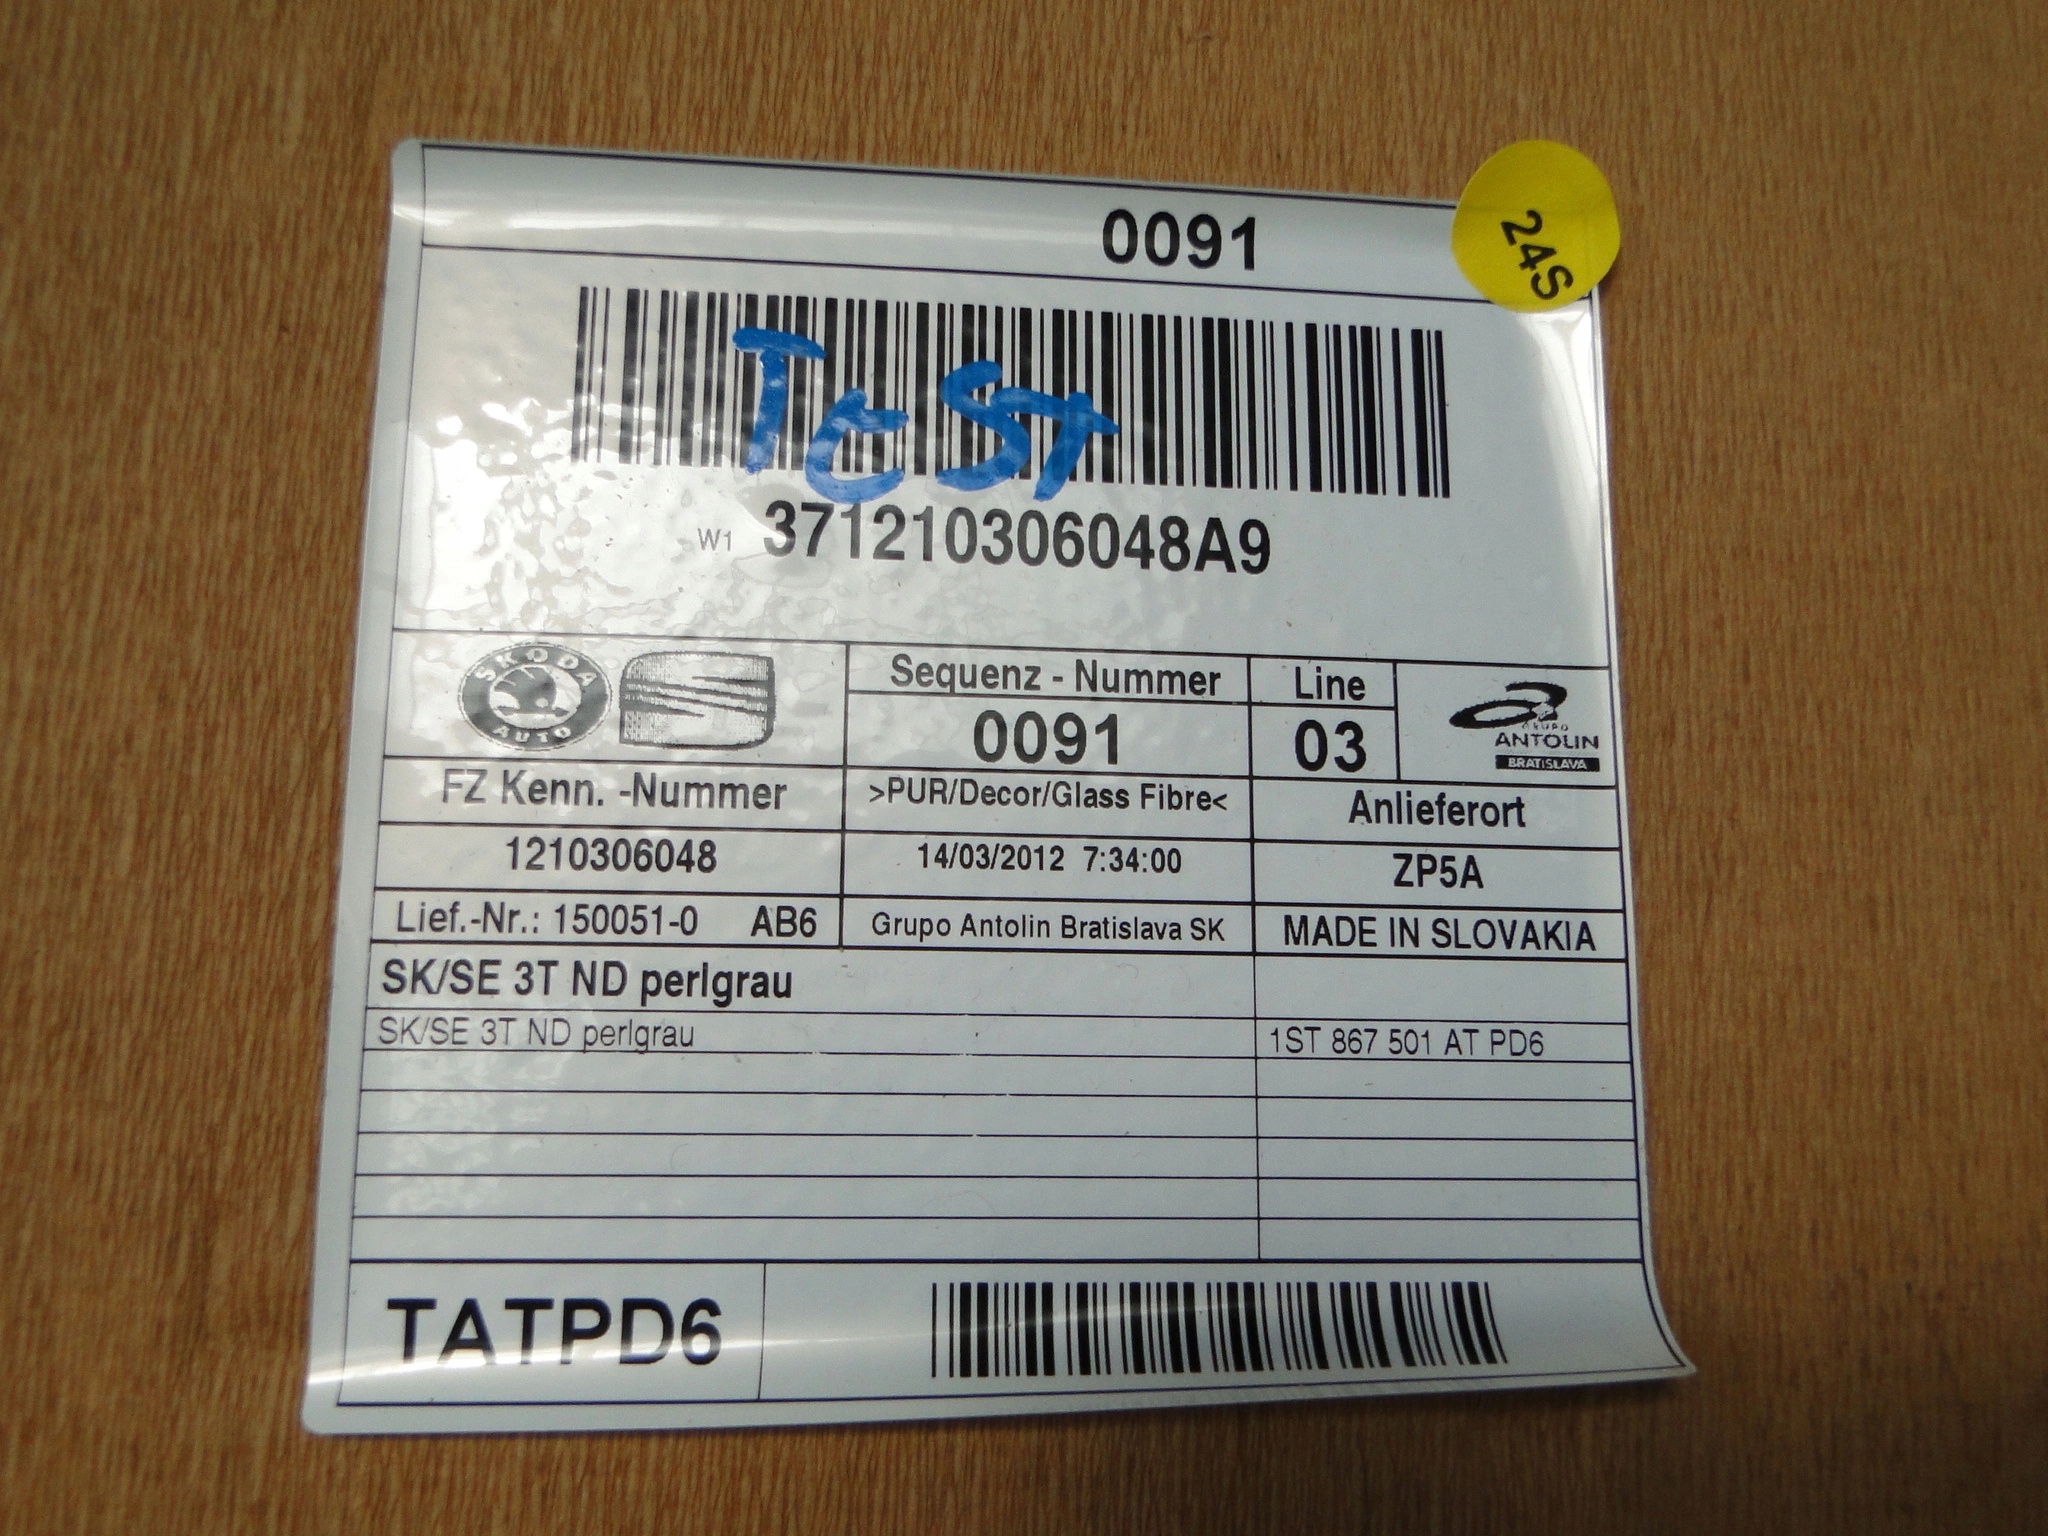 0091
24S
Test
W1 371210306048A9
SKODA
AUTO
Sequenz - Nummer
0091
Line
03
GRUPO
ANTOLIN
BRATISLAVA
FZ Kenn. -Nummer
>PUR/Decor/Glass Fibre<
Anlieferort
1210306048
14/03/2012 7:34:00
ZP5A
Lief.-Nr.: 150051-0 AB6
Grupo Antolin Bratislava SK
MADE IN SLOVAKIA
SK/SE 3T ND perlgrau
SK/SE 3T ND perlgrau
1ST 867 501 AT PD6
TATPD6